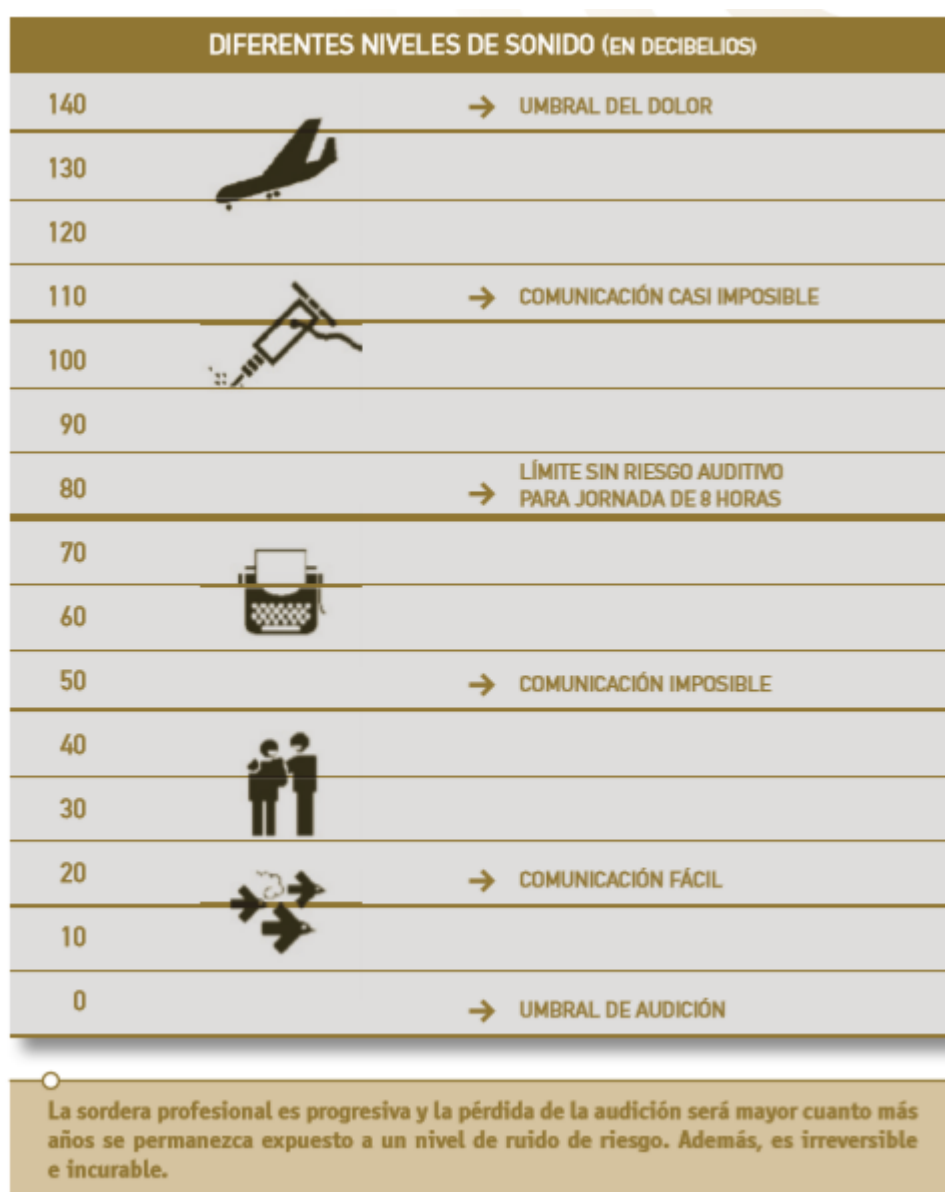 DIFERENTES NIVELES DE SONIDO (EN DECIBELIOS)
140 → UMBRAL DEL DOLOR
130
120
110 → COMUNICACIÓN CASI IMPOSIBLE
100
90
80 → LÍMITE SIN RIESGO AUDITIVO
PARA JORNADA DE 8 HORAS
70
60
50 → COMUNICACIÓN IMPOSIBLE
40
30
20 → COMUNICACIÓN FÁCIL
10
0 → UMBRAL DE AUDICIÓN
La sordera profesional es progresiva y la pérdida de la audición será mayor cuanto más
años se permanezca expuesto a un nivel de ruido de riesgo. Además, es irreversible
e incurable.